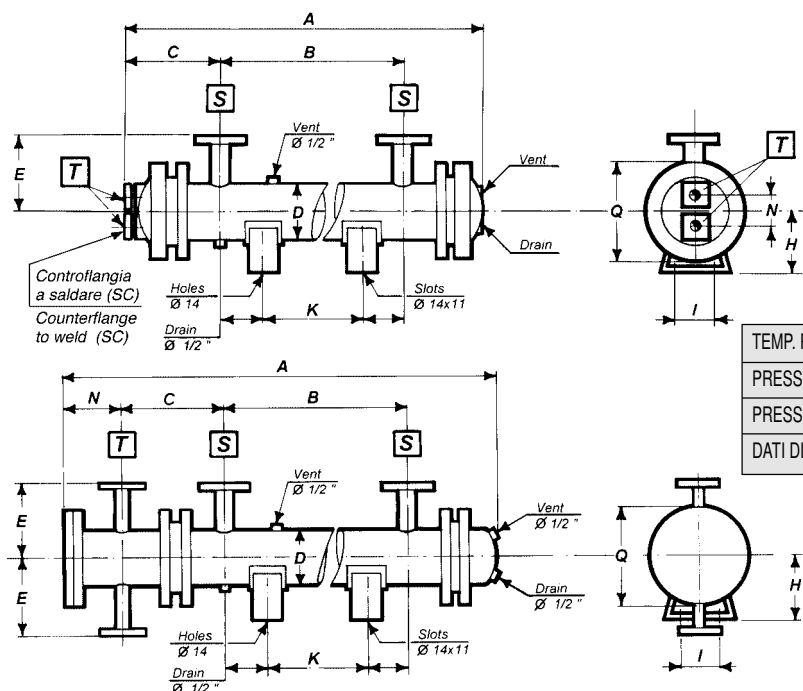 A
C
B
S
S
Vent
Ø 1/2 "
E
T
Vent
T
D
Q
N
H
Drain
Controflangia
a saldare (SC)
Counterflange
to weld (SC)
Holes
Ø 14
K
Slots
Ø 14x11
Drain
Ø 1/2 "
I
TEMP.
PRESS
PRESS
DATI
A
N
C
B
T
S
S
Vent
Ø 1/2 "
Vent
Ø 1/2 "
E
D
Q
E
H
Drain
Ø 1/2 "
Holes
Ø 14
K
Slots
Ø 14x11
I
Drain
Ø 1/2 "